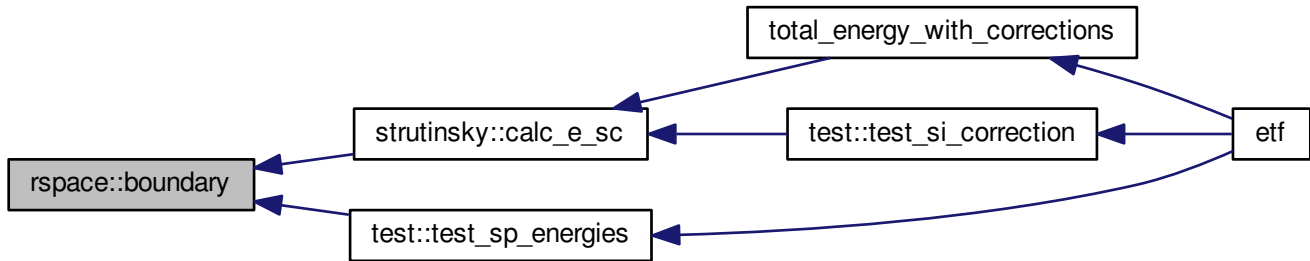 total_energy_with_corrections
strutinsky::calc_e_sc
test::test_si_correction
etf
rspace::boundary
test::test_sp_energies